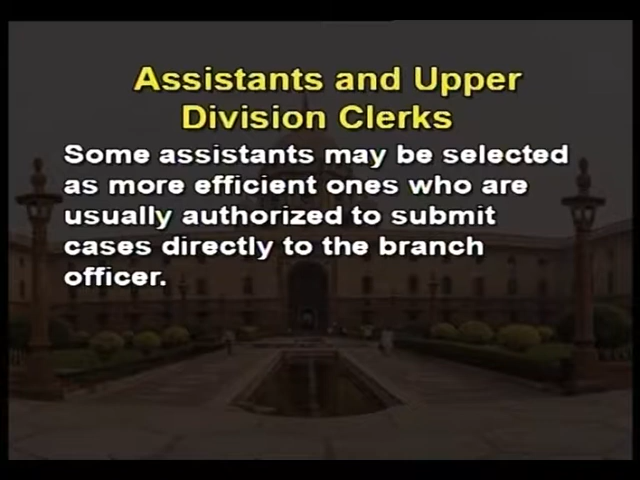 Assistants and Upper
Division Clerks
Some assistants may be selected
as more efficient ones who are
usually authorized to submit
cases directly to the branch
officer.